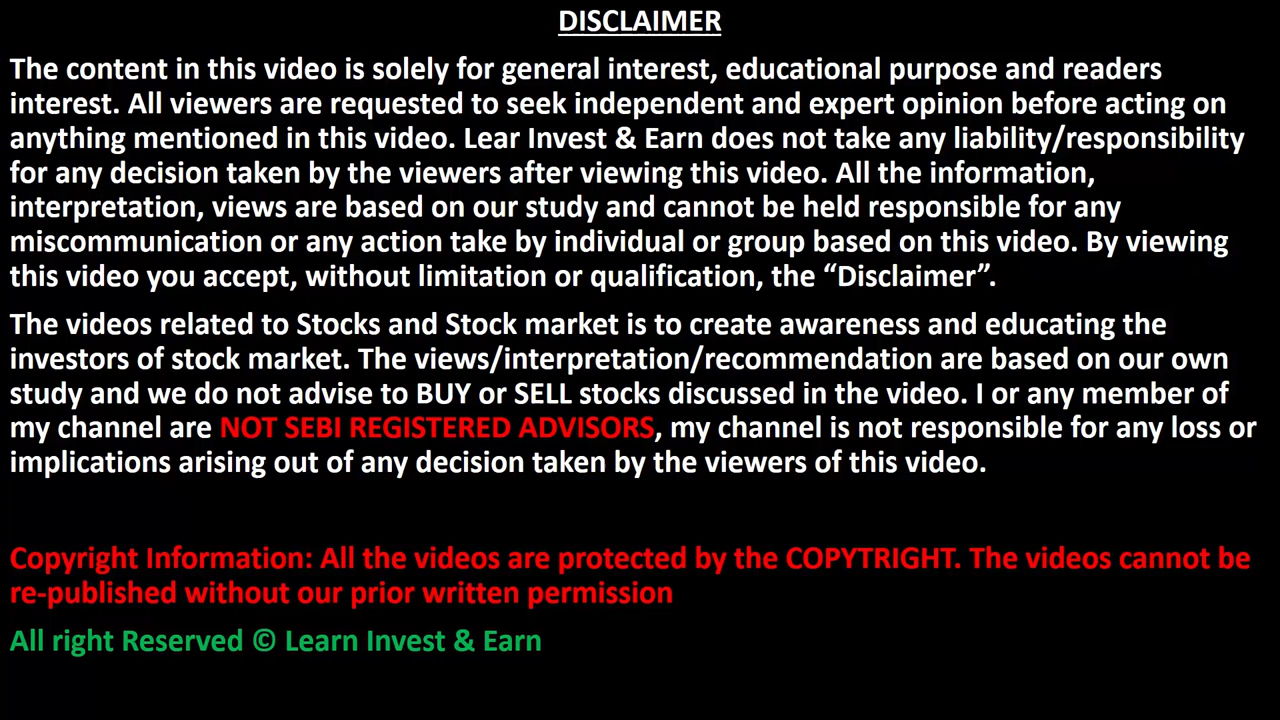 DISCLAIMER
The content in this video is solely for general interest, educational purpose and readers
interest. All viewers are requested to seek independent and expert opinion before acting on
anything mentioned in this video. Lear Invest & Earn does not take any liability/responsibility
for any decision taken by the viewers after viewing this video. All the information,
interpretation, views are based on our study and cannot be held responsible for any
miscommunication or any action take by individual or group based on this video. By viewing
this video you accept, without limitation or qualification, the “Disclaimer”.
The videos related to Stocks and Stock market is to create awareness and educating the
investors of stock market. The views/interpretation/recommendation are based on our own
study and we do not advise to BUY or SELL stocks discussed in the video. I or any member of
my channel are NOT SEBI REGISTERED ADVISORS, my channel is not responsible for any loss or
implications arising out of any decision taken by the viewers of this video.
Copyright Information: All the videos are protected by the COPYTRIGHT. The videos cannot be
re-published without our prior written permission
All right Reserved © Learn Invest & Earn